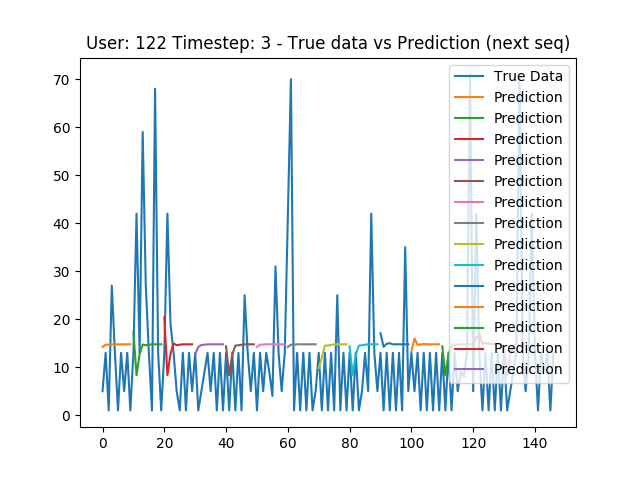 User: 122 Timestep: 3 - True data vs Prediction (next seq)
70
60
50
40
30
20
10
0
0 20 40 60 80 100 120 140
True Data
Prediction
Prediction
Prediction
Prediction
Prediction
Prediction
Prediction
Prediction
Prediction
Prediction
Prediction
Prediction
Prediction
Prediction